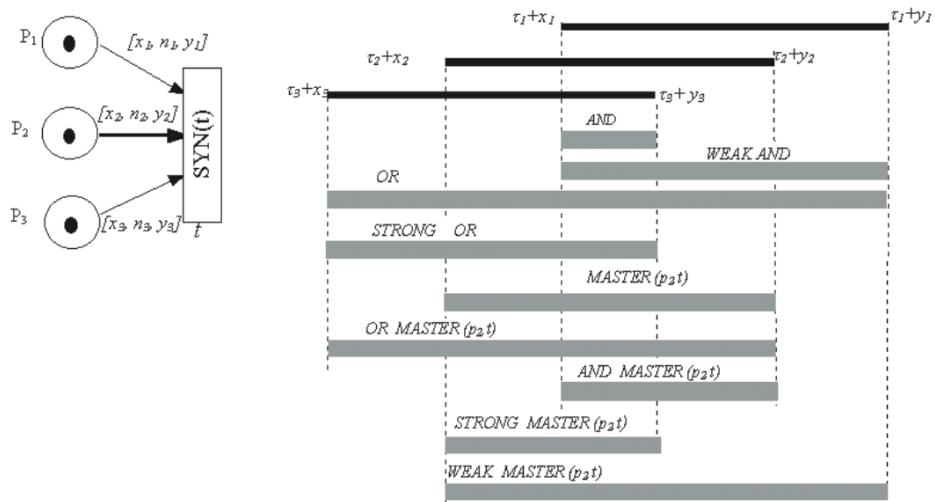 P1
[x1, n1, y1]
P2
[x2, n2, y2]
SYN(t)
P3
[x3, n3, y3]
t
τ1+x1
τ1+y1
τ2+x2
τ2+y2
τ3+x3
τ3+y3
AND
WEAK AND
OR
STRONG OR
MASTER (p2t)
OR MASTER (p2t)
AND MASTER (p2t)
STRONG MASTER (p2t)
WEAK MASTER (p2t)